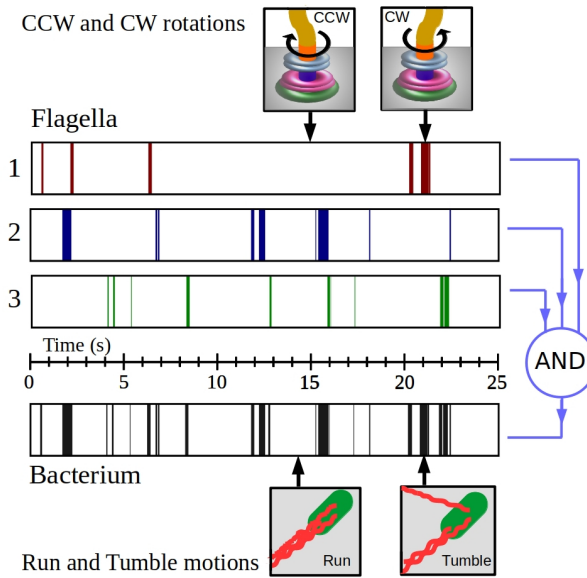 CCW and CW rotations
CCW
CW
Flagella
1
2
3
Time (s)
0 5 10 15 20 25
AND
Bacterium
Run
Tumble
Run and Tumble motions